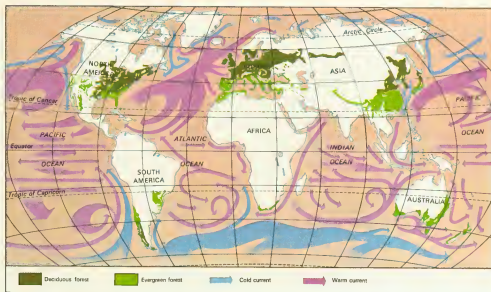 Arctic Circle
NORTH
AMERICA
EUROPE
ASIA
Tropic of Cancer
PACIFIC
OCEAN
ATLANTIC
OCEAN
AFRICA
PACIFIC
OCEAN
Equator
INDIAN
OCEAN
SOUTH
AMERICA
Tropic of Capricorn
AUSTRALIA
Deciduous forest
Evergreen forest
Cold current
Warm current